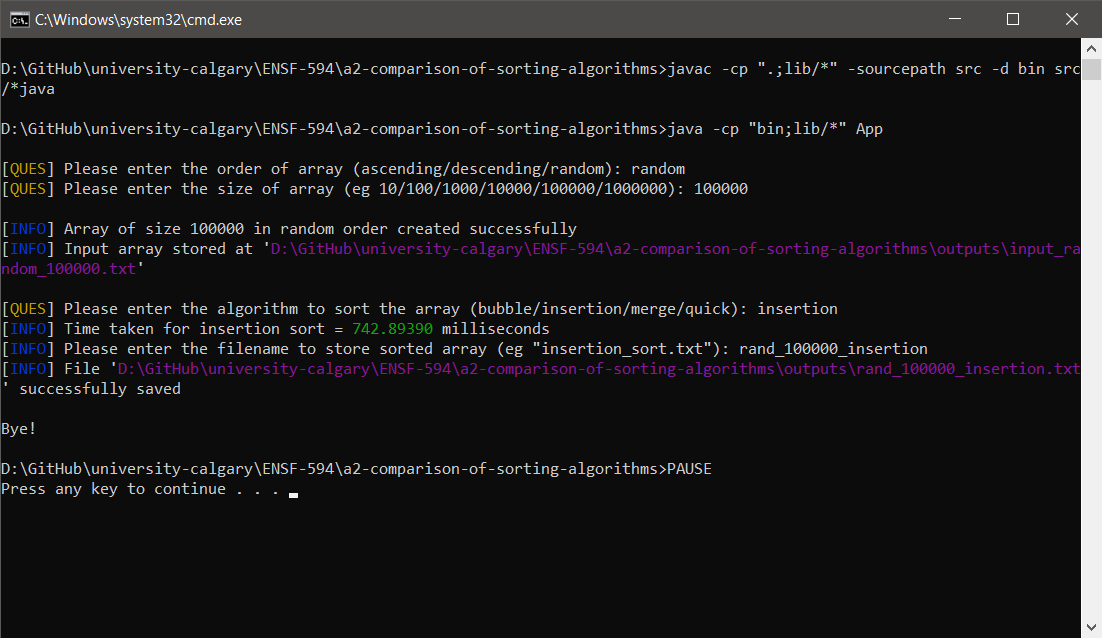 C:\Windows\system32\cmd.exe
D:\GitHub\university-calgary\ENSF-594\a2-comparison-of-sorting-algorithms>javac -cp ".;lib/*" -sourcepath src -d bin src
/*java
D:\GitHub\university-calgary\ENSF-594\a2-comparison-of-sorting-algorithms>java -cp "bin;lib/*" App
[QUES] Please enter the order of array (ascending/descending/random): random
[QUES] Please enter the size of array (eg 10/100/1000/10000/100000/1000000): 100000
[INFO] Array of size 100000 in random order created successfully
[INFO] Input array stored at 'D:\GitHub\university-calgary\ENSF-594\a2-comparison-of-sorting-algorithms\outputs\input_ra
ndom_100000.txt'
[QUES] Please enter the algorithm to sort the array (bubble/insertion/merge/quick): insertion
[INFO] Time taken for insertion sort = 742.89390 milliseconds
[INFO] Please enter the filename to store sorted array (eg "insertion_sort.txt"): rand_100000_insertion
[INFO] File 'D:\GitHub\university-calgary\ENSF-594\a2-comparison-of-sorting-algorithms\outputs\rand_100000_insertion.txt
' successfully saved
Bye!
D:\GitHub\university-calgary\ENSF-594\a2-comparison-of-sorting-algorithms>PAUSE
Press any key to continue . . .